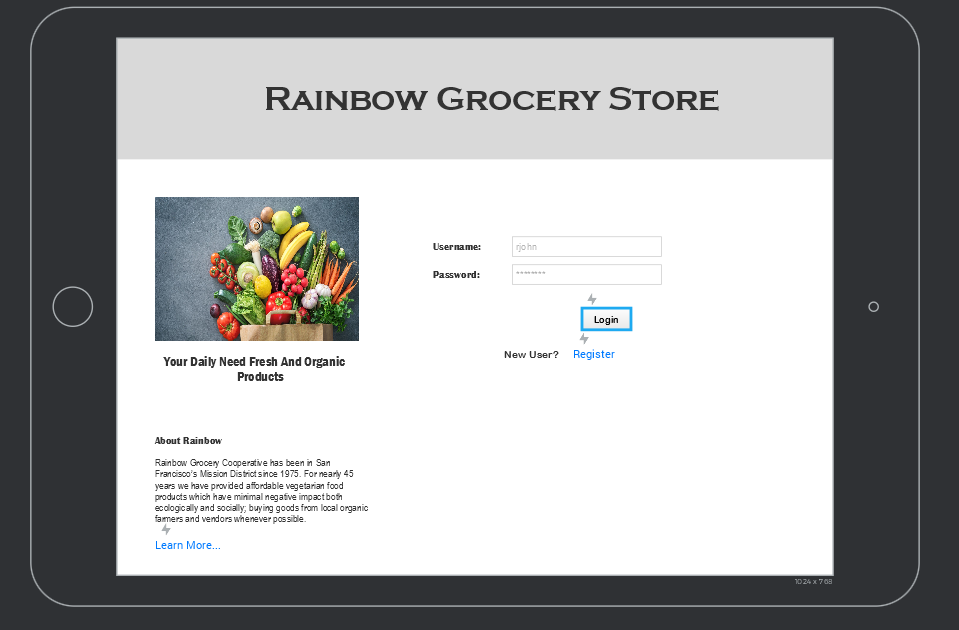 Rainbow Grocery Store
Username:
rjohn
Password:
********
Login
New User? Register
Your Daily Need Fresh And Organic
Products
About Rainbow
Rainbow Grocery Cooperative has been in San
Francisco's Mission District since 1975. For nearly 45
years we have provided affordable vegetarian food
products which have minimal negative impact both
ecologically and socially; buying goods from local organic
farmers and vendors whenever possible.
Learn More...
1024 x 768